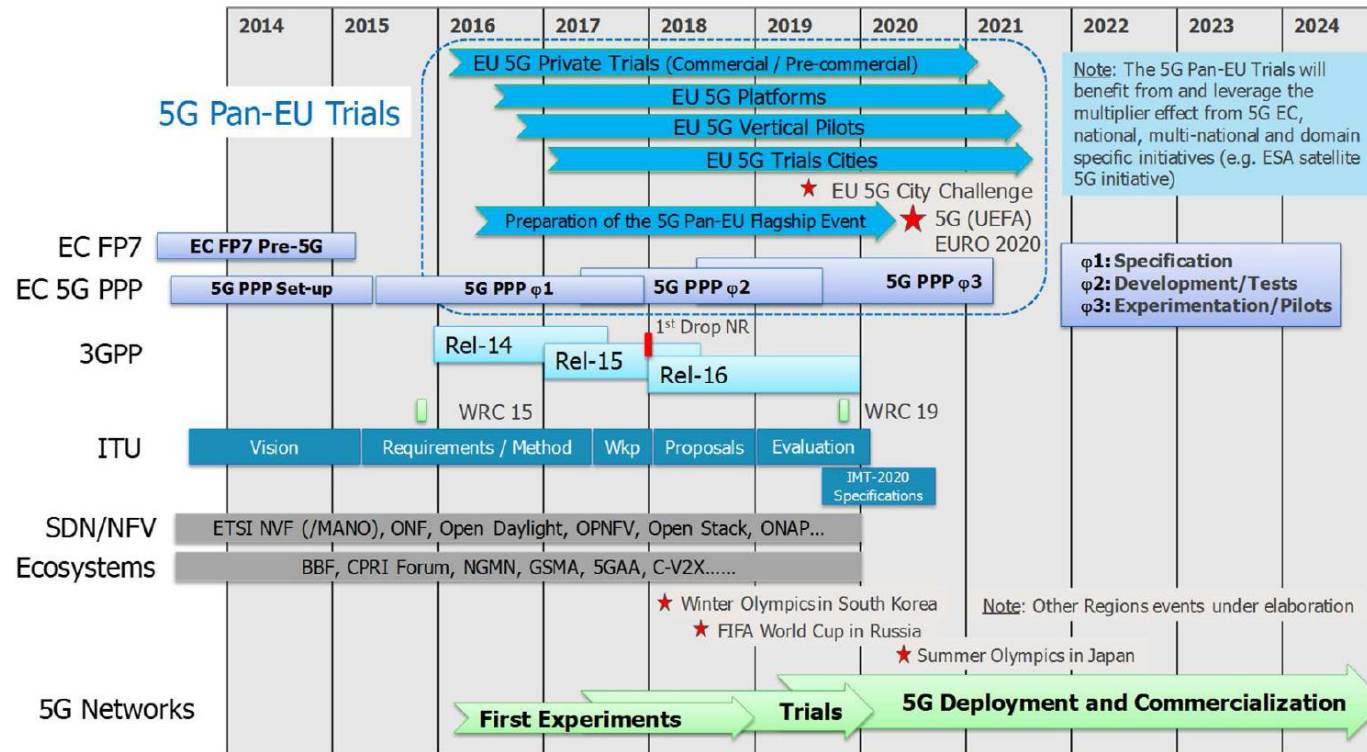 2014 2015 2016 2017 2018 2019 2020 2021 2022 2023 2024
EU 5G Private Trials (Commercial / Pre-commercial)
5G Pan-EU Trials
EU 5G Platforms
EU 5G Vertical Pilots
EU 5G Trials Cities
EU 5G City Challenge
Preparation of the 5G Pan-EU Flagship Event
5G (UEFA)
EURO 2020
Note: The 5G Pan-EU Trials will
benefit from and leverage the
multiplier effect from 5G EC,
national, multi-national and domain
specific initiatives (e.g. ESA satellite
5G initiative)
EC FP7
EC FP7 Pre-5G
EC 5G PPP
5G PPP Set-up
5G PPP φ1
5G PPP φ2
5G PPP φ3
φ1: Specification
φ2: Development/Tests
φ3: Experimentation/Pilots
3GPP
1st Drop NR
Rel-14
Rel-15
Rel-16
WRC 15
WRC 19
ITU
Vision
Requirements / Method
Wkp
Proposals
Evaluation
IMT-2020
Specifications
SDN/NFV
ETSI NVF (/MANO), ONF, Open Daylight, OPNFV, Open Stack, ONAP...
Ecosystems
BBF, CPRI Forum, NGMN, GSMA, 5GAA, C-V2X......
Winter Olympics in South Korea
Note: Other Regions events under elaboration
FIFA World Cup in Russia
Summer Olympics in Japan
5G Networks
First Experiments
Trials
5G Deployment and Commercialization